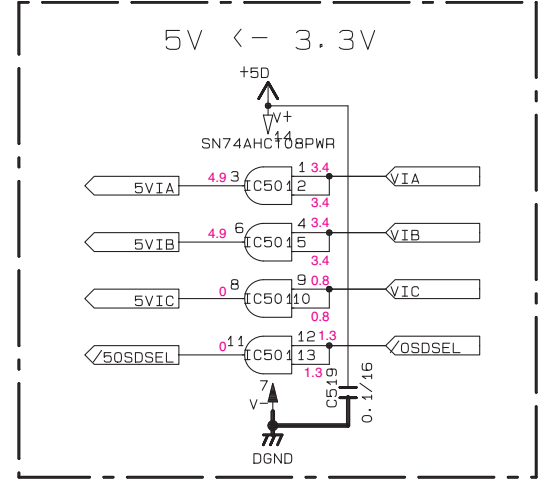 5V <- 3.3V
+5D
V+
14
SN74AHCT08PWR
5VIA 4.9 3 IC501 1 3.4 VIA
2
3.4
5VIB 4.9 6 IC501 4 3.4 VIB
5
3.4
5VIC 0 8 IC501 9 0.8 VIC
10
0.8
/5OSDSEL 0 11 IC501 12 1.3 /OSDSEL
13
1.3
7
V-
C519
0.1/16
DGND